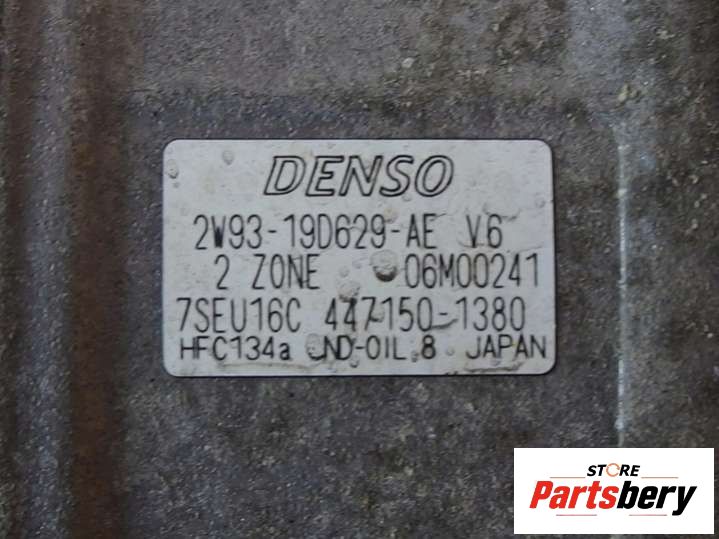 DENSO
2W93-19D629-AE V6
2 ZONE 06M00241
7SEU16C 447150-1380
HFC134a ND-OIL 8 JAPAN
STORE
Partsbery